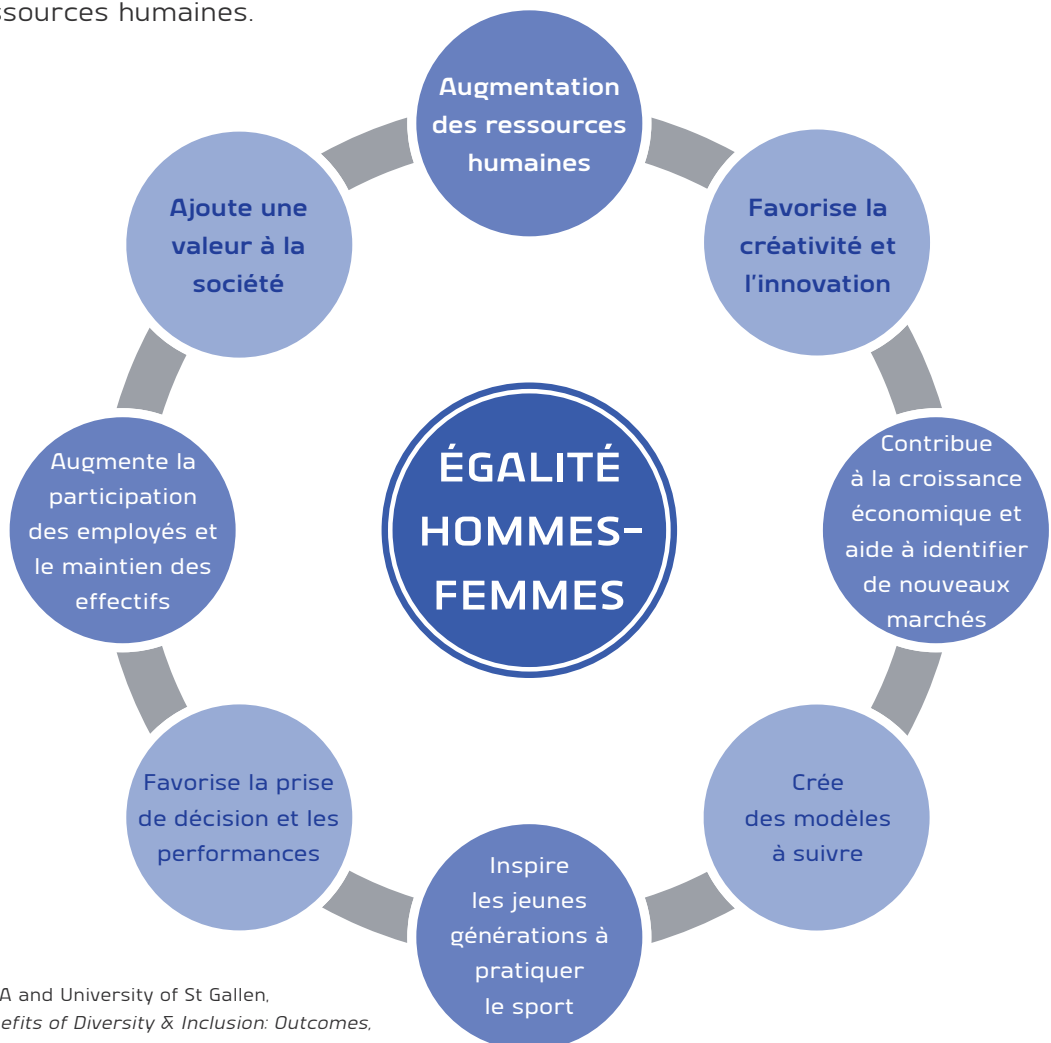 ssources humaines.
Augmentation
des ressources
humaines
Favorise la
créativité et
l'innovation
Contribue
à la croissance
économique et
aide à identifier
de nouveaux
marchés
Crée
des modèles
à suivre
Inspire
les jeunes
générations à
pratiquer
le sport
Favorise la prise
de décision et les
performances
Augmente la
participation
des employés et
le maintien des
effectifs
Ajoute une
valeur à la
société
ÉGALITÉ
HOMMES-
FEMMES
A and University of St Gallen,
efits of Diversity & Inclusion: Outcomes,